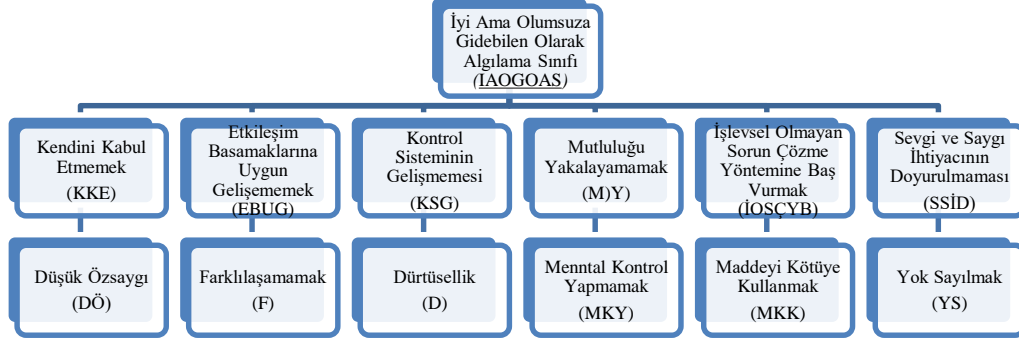 İyi Ama Olumsuza
Gidebilen Olarak
Algılama Sınıfı
(IAOGOAS)
Kendini Kabul
Etmemek
(KKE)
Etkileşim
Basamaklarına
Uygun
Gelişememek
(EBUG)
Kontrol
Sisteminin
Gelişmemesi
(KSG)
Mutluluğu
Yakalayamamak
(M)Y)
İşlevsel Olmayan
Sorun Çözme
Yöntemine Baş
Vurmak
(İOSÇYB)
Sevgi ve Saygı
İhtiyacının
Doyurulmaması
(SSİD)
Düşük Özsaygı
(DÖ)
Farklılaşamamak
(F)
Dürtüsellik
(D)
Menntal Kontrol
Yapmamak
(MKY)
Maddeyi Kötüye
Kullanmak
(MKK)
Yok Sayılmak
(YS)